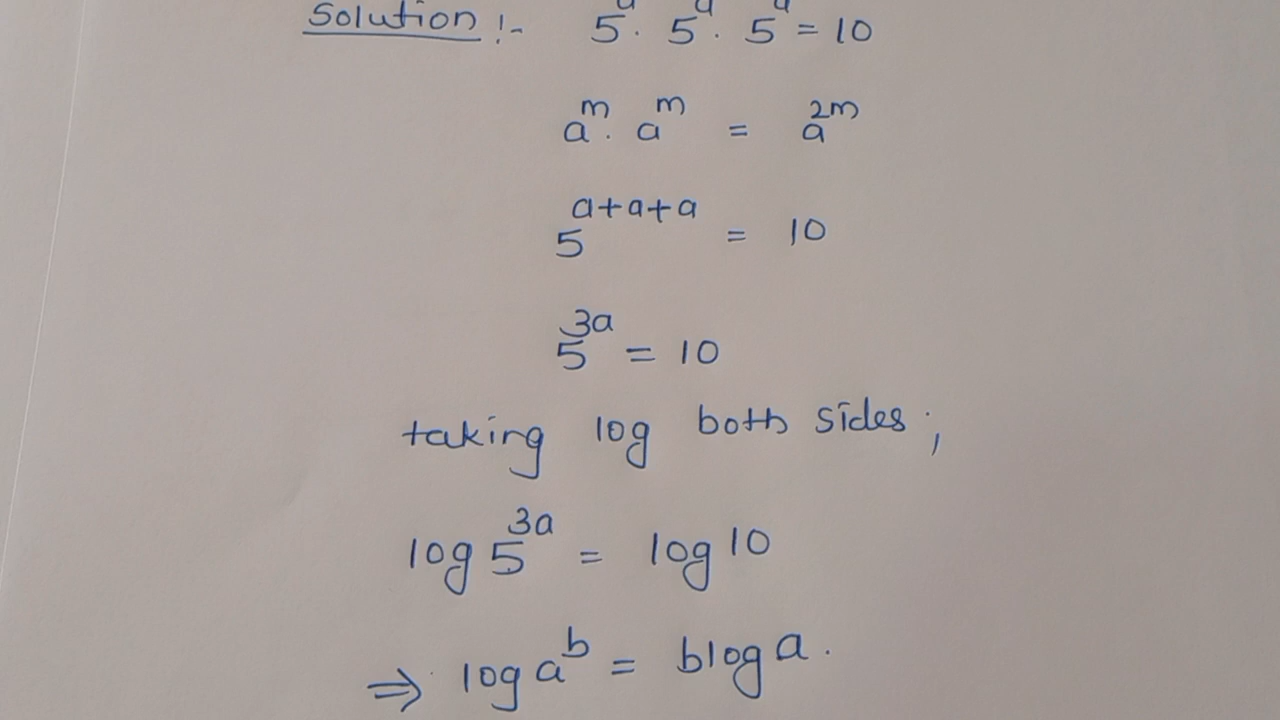 Solution :- 5^a . 5^a . 5^a = 10
a^m . a^m = a^2m
5^a+a+a = 10
5^3a = 10
taking log both sides ;
log 5^3a = log 10
⇒ log a^b = b log a .